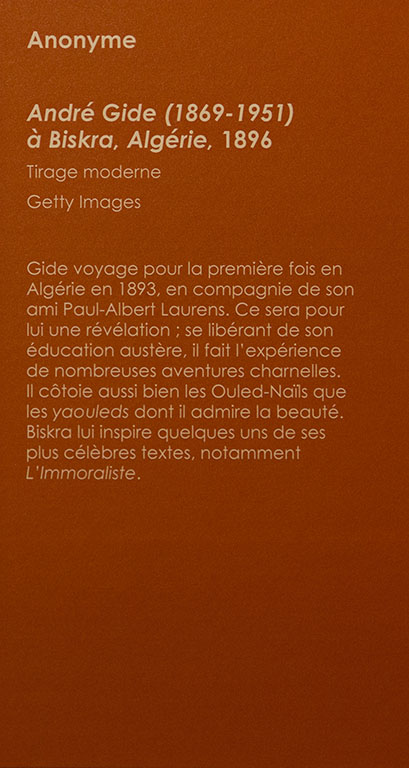 Anonyme
André Gide (1869-1951)
à Biskra, Algérie, 1896
Tirage moderne
Getty Images
Gide voyage pour la première fois en
Algérie en 1893, en compagnie de son
ami Paul-Albert Laurens. Ce sera pour
lui une révélation ; se libérant de son
éducation austère, il fait l'expérience
de nombreuses aventures charnelles.
Il côtoie aussi bien les Ouled-Naïls que
les yaouleds dont il admire la beauté.
Biskra lui inspire quelques uns de ses
plus célèbres textes, notamment
L'Immoraliste.